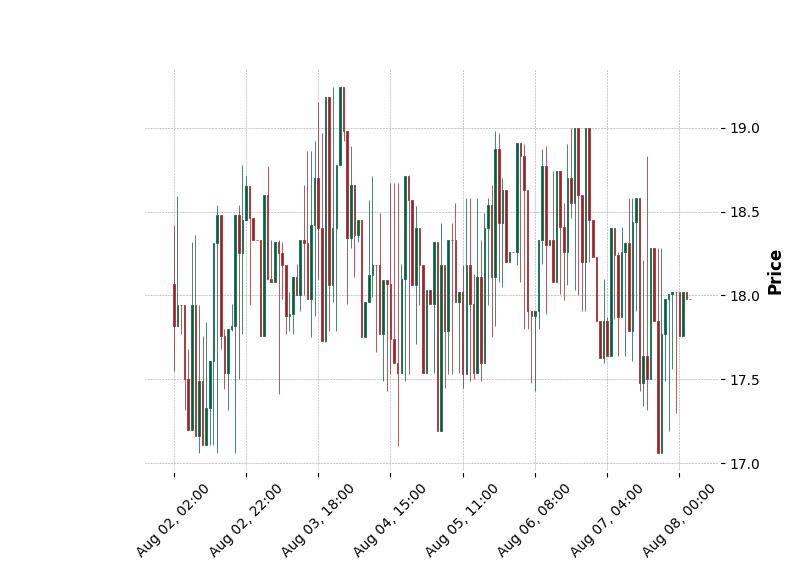 19.0
18.5
18.0
17.5
17.0
Price
Aug 02, 02:00
Aug 02, 22:00
Aug 03, 18:00
Aug 04, 15:00
Aug 05, 11:00
Aug 06, 08:00
Aug 07, 04:00
Aug 08, 00:00